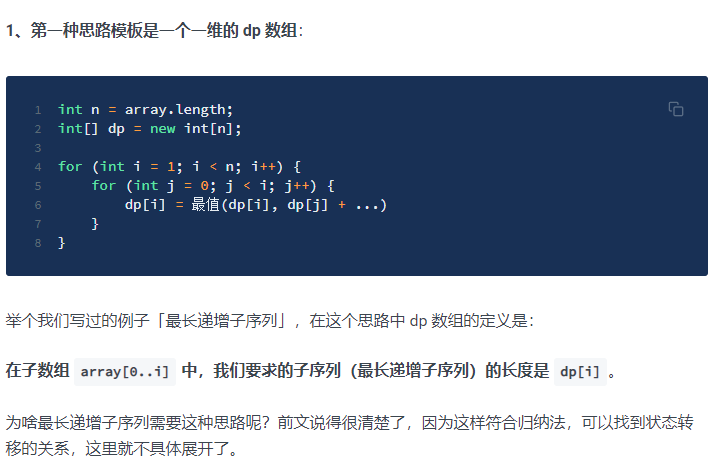 1、第一种思路模板是一个一维的 dp 数组：
1 int n = array.length;
2 int[] dp = new int[n];
3
4 for (int i = 1; i < n; i++) {
5     for (int j = 0; j < i; j++) {
6         dp[i] = 最值(dp[i], dp[j] + ...)
7     }
8 }
举个我们写过的例子「最长递增子序列」，在这个思路中 dp 数组的定义是：
在子数组 array[0..i] 中，我们要求的子序列（最长递增子序列）的长度是 dp[i] 。
为啥最长递增子序列需要这种思路呢？前文说得很清楚了，因为这样符合归纳法，可以找到状态转
移的关系，这里就不具体展开了。